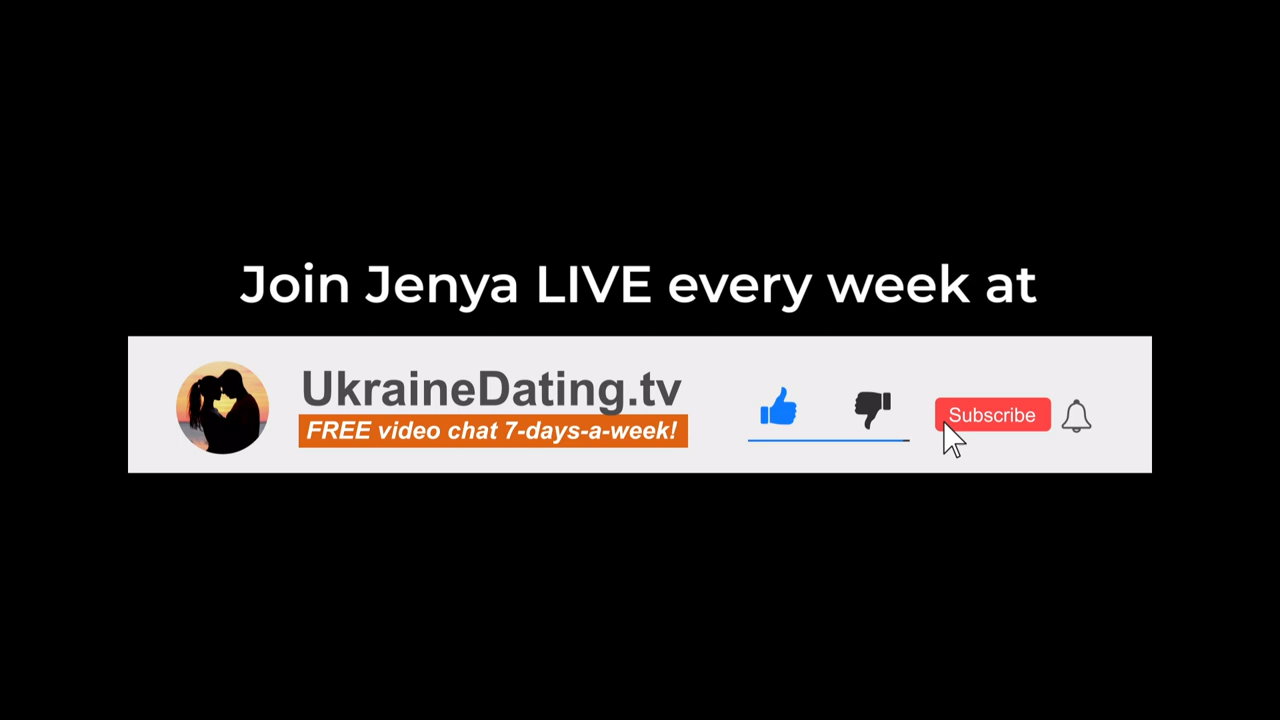 Join Jenya LIVE every week at
UkraineDating.tv
FREE video chat 7-days-a-week!
Subscribe